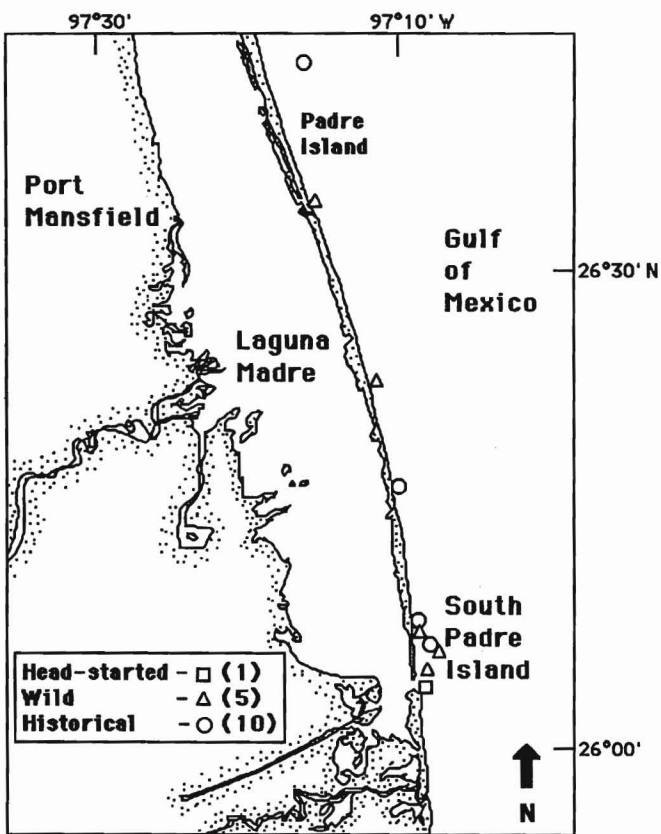 97°30' 97°10' W
Padre
Island
Port
Mansfield
Gulf
of
Mexico
26°30' N
Laguna
Madre
South
Padre
Island
Head-started - □ (1)
Wild - △ (5)
Historical - ○ (10)
26°00'
N